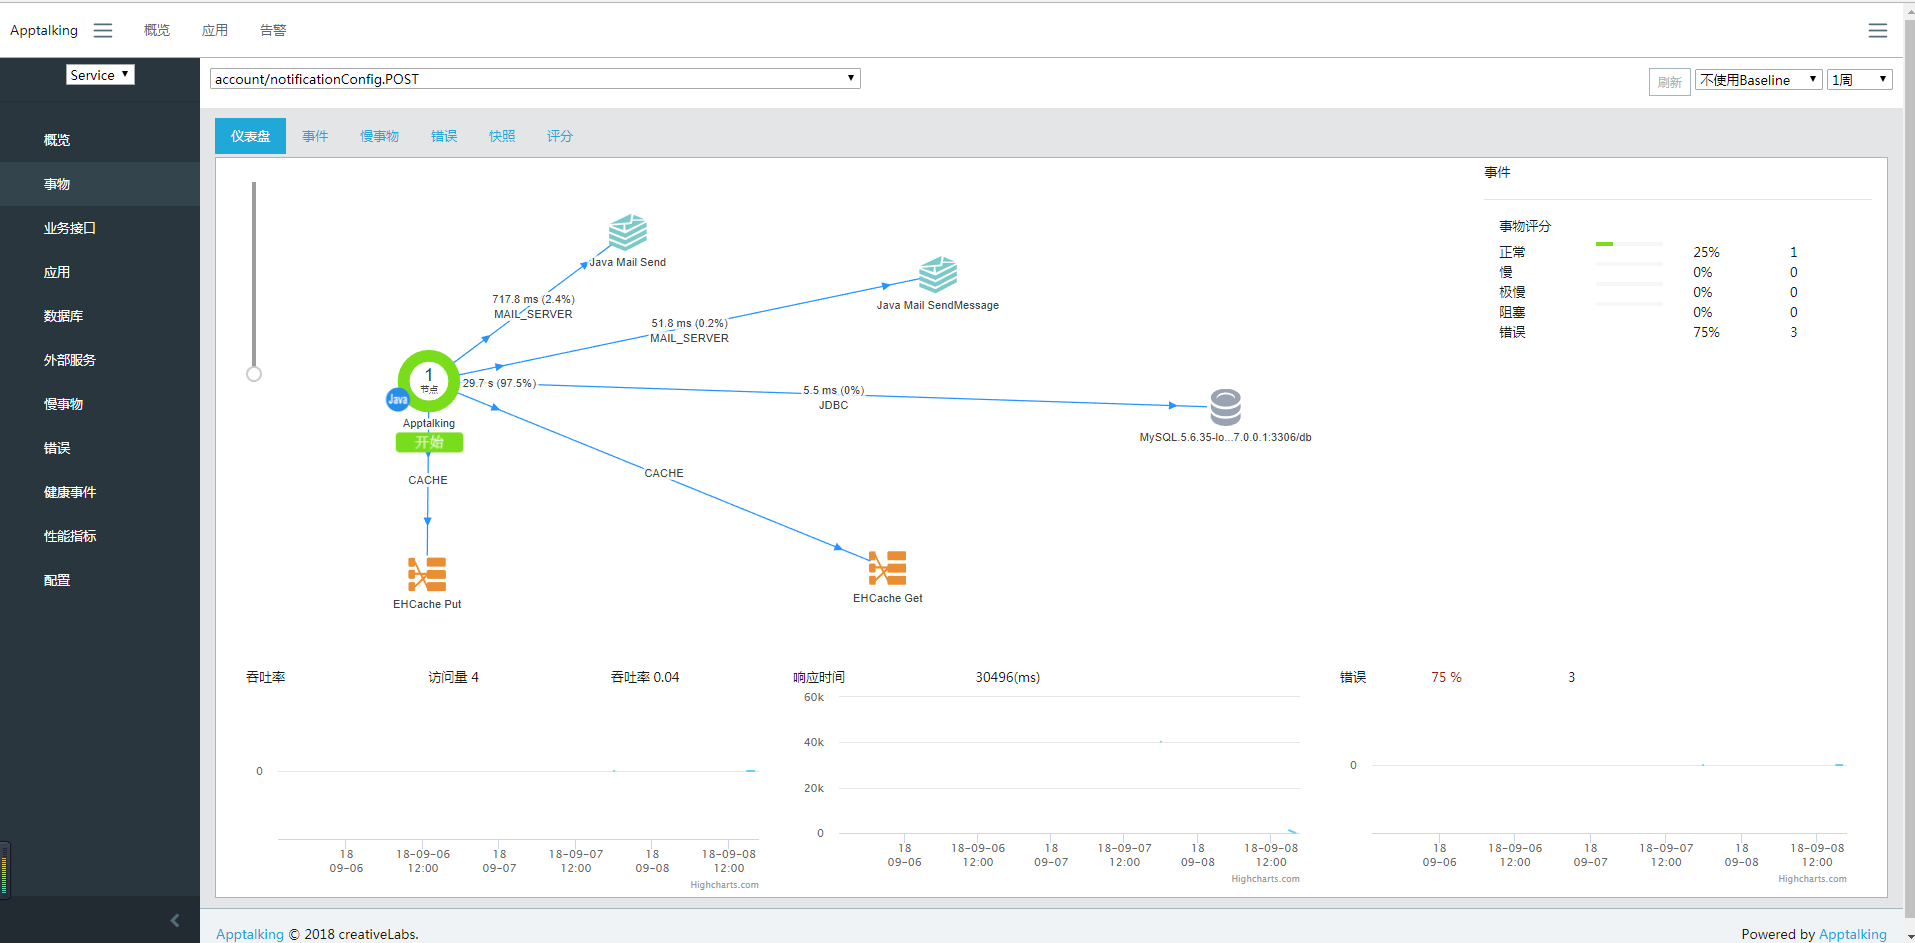 Apptalking 概览 应用 告警
Service
account/notificationConfig.POST
刷新 不使用Baseline 1周
概览
事物
业务接口
应用
数据库
外部服务
慢事物
错误
健康事件
性能指标
配置
仪表盘 事件 慢事物 错误 快照 评分
Java Mail Send
717.8 ms (2.4%)
MAIL_SERVER
Java Mail SendMessage
51.8 ms (0.2%)
MAIL_SERVER
1
节点
Java
29.7 s (97.5%)
Apptalking
开始
5.5 ms (0%)
JDBC
MySQL.5.6.35-lo...7.0.0.1:3306/db
CACHE
CACHE
EHCache Put
EHCache Get
事件
事物评分
正常 25% 1
慢 0% 0
极慢 0% 0
阻塞 0% 0
错误 75% 3
吞吐率 访问量 4 吞吐率 0.04
0
18
09-06
18-09-06
12:00
18
09-07
18-09-07
12:00
18
09-08
18-09-08
12:00
Highcharts.com
响应时间 30496(ms)
60k
40k
20k
0
18
09-06
18-09-06
12:00
18
09-07
18-09-07
12:00
18
09-08
18-09-08
12:00
Highcharts.com
错误 75 % 3
0
18
09-06
18-09-06
12:00
18
09-07
18-09-07
12:00
18
09-08
18-09-08
12:00
Highcharts.com
Apptalking © 2018 creativeLabs.
Powered by Apptalking